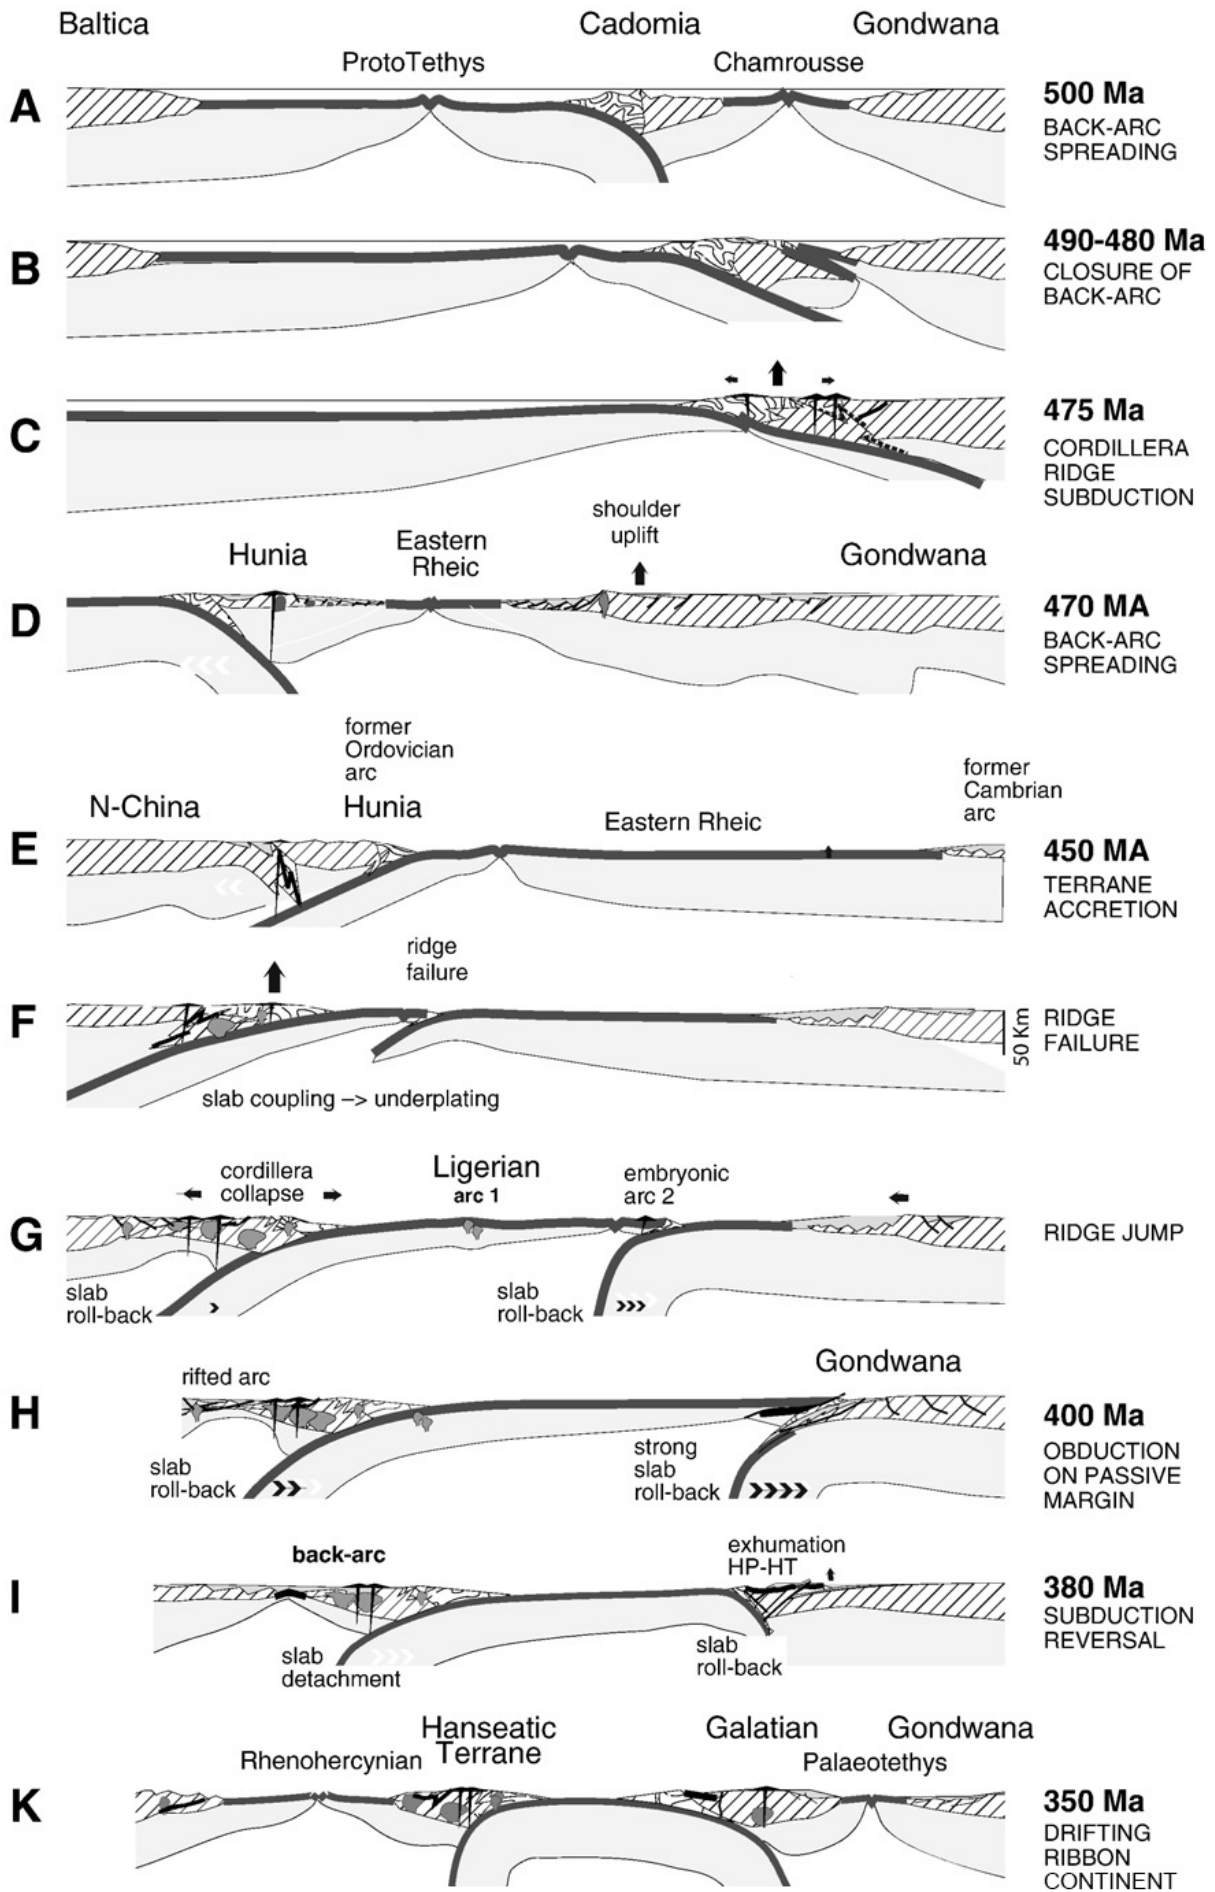 Baltica
Cadomia
Gondwana
ProtoTethys
Chamrousse
A
500 Ma
BACK-ARC
SPREADING
B
490-480 Ma
CLOSURE OF
BACK-ARC
C
475 Ma
CORDILLERA
RIDGE
SUBDUCTION
shoulder
uplift
Hunia
Eastern
Rheic
Gondwana
D
470 MA
BACK-ARC
SPREADING
former
Ordovician
arc
former
Cambrian
arc
N-China
Hunia
Eastern Rheic
E
450 MA
TERRANE
ACCRETION
ridge
failure
F
50 Km
RIDGE
FAILURE
slab coupling –> underplating
cordillera
collapse
Ligerian
arc 1
embryonic
arc 2
G
RIDGE JUMP
slab
roll-back
slab
roll-back
Gondwana
rifted arc
H
400 Ma
OBDUCTION
ON PASSIVE
MARGIN
slab
roll-back
strong
slab
roll-back
back-arc
exhumation
HP-HT
I
380 Ma
SUBDUCTION
REVERSAL
slab
detachment
slab
roll-back
Hanseatic
Terrane
Galatian
Gondwana
Rhenohercynian
Palaeotethys
K
350 Ma
DRIFTING
RIBBON
CONTINENT